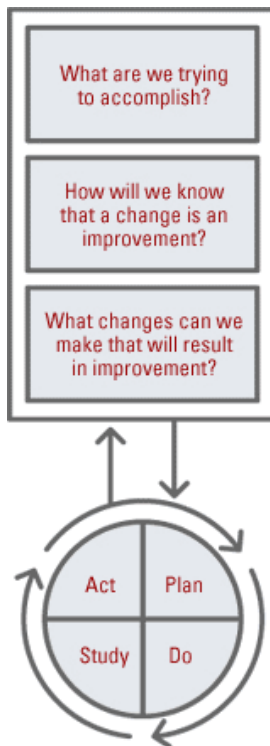 What are we trying
to accomplish?
How will we know
that a change is an
improvement?
What changes can we
make that will result
in improvement?
Act
Plan
Study
Do